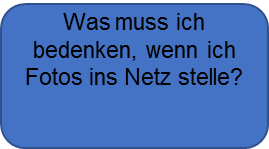 Was muss ich
bedenken, wenn ich
Fotos ins Netz stelle?